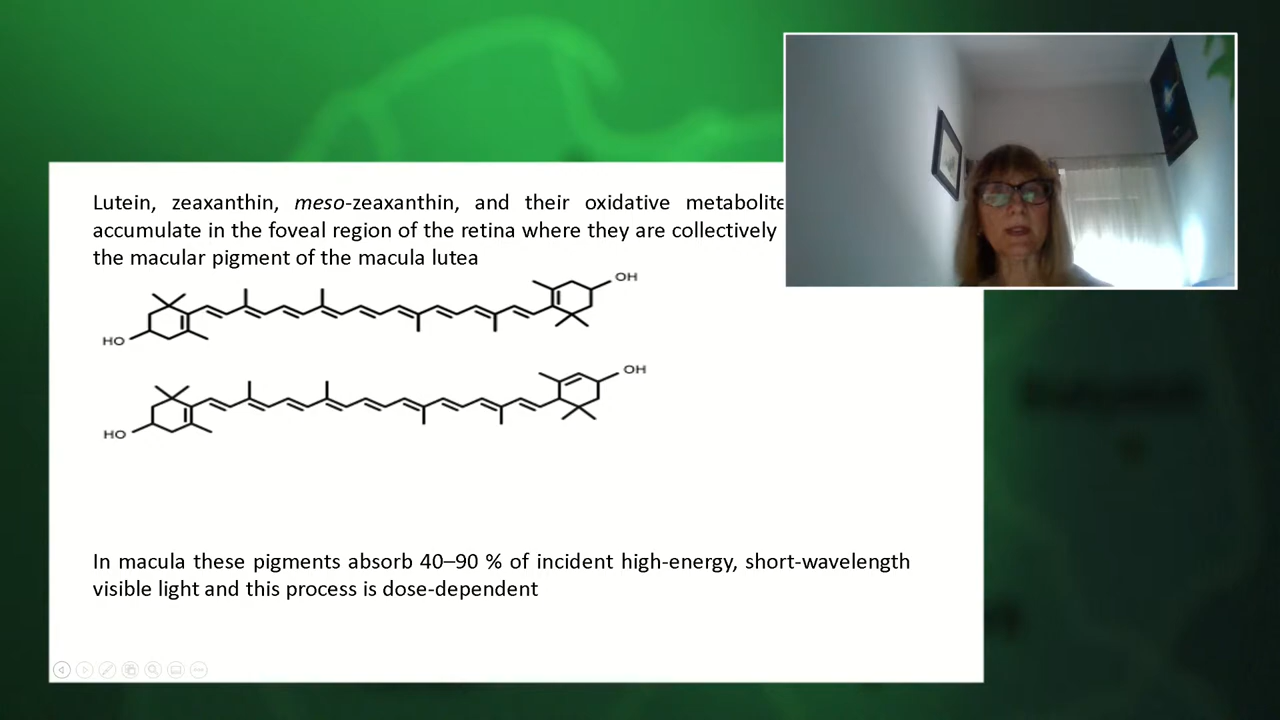 Lutein, zeaxanthin, meso-zeaxanthin, and their oxidative metabolite
accumulate in the foveal region of the retina where they are collectively
the macular pigment of the macula lutea
OH
HO
OH
HO
In macula these pigments absorb 40–90 % of incident high-energy, short-wavelength
visible light and this process is dose-dependent